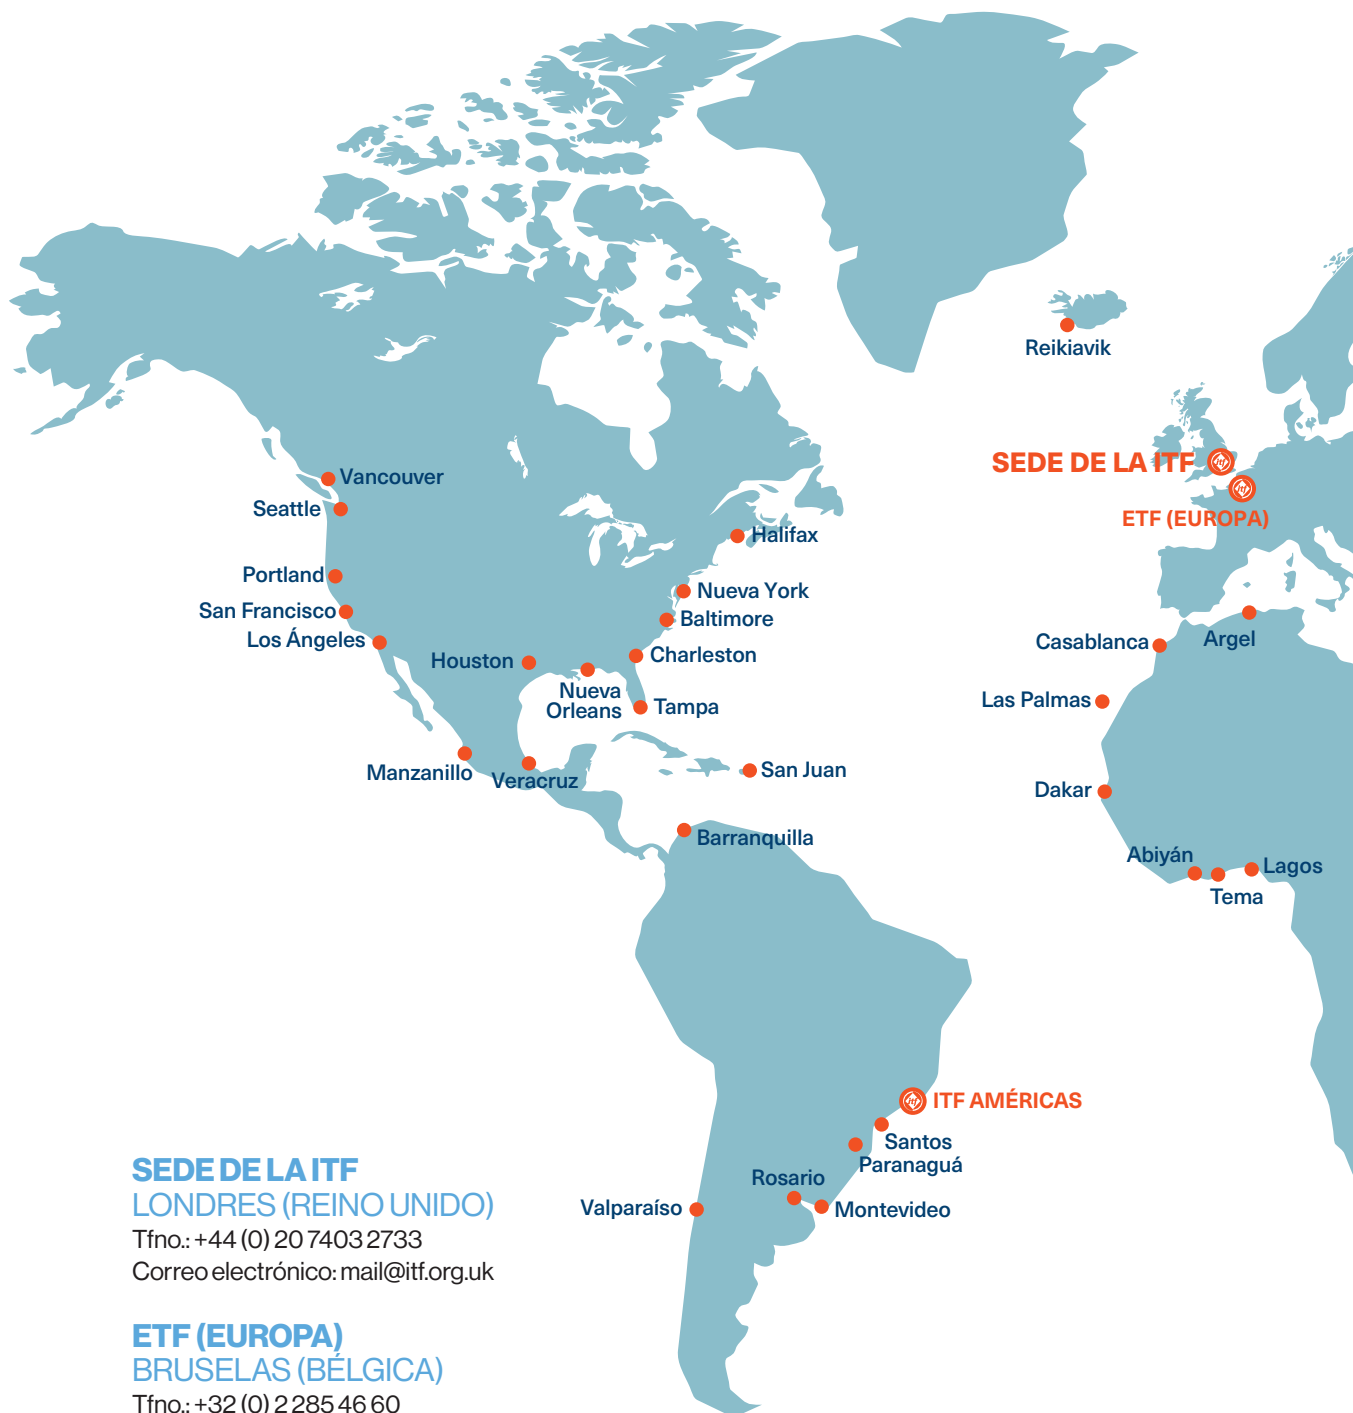 Reikiavik
SEDE DE LA ITF
ETF (EUROPA)
Vancouver
Seattle
Halifax
Portland
Nueva York
San Francisco
Baltimore
Los Ángeles
Charleston
Houston
Nueva
Orleans
Tampa
Casablanca
Argel
Las Palmas
Manzanillo
Veracruz
San Juan
Dakar
Barranquilla
Abiyán
Lagos
Tema
ITF AMÉRICAS
Santos
Paranaguá
Rosario
Valparaíso
Montevideo
SEDE DE LA ITF
LONDRES (REINO UNIDO)
Tfno.: +44 (0) 20 7403 2733
Correo electrónico: mail@itf.org.uk
ETF (EUROPA)
BRUSELAS (BÉLGICA)
Tfno.: +32 (0) 2 285 46 60